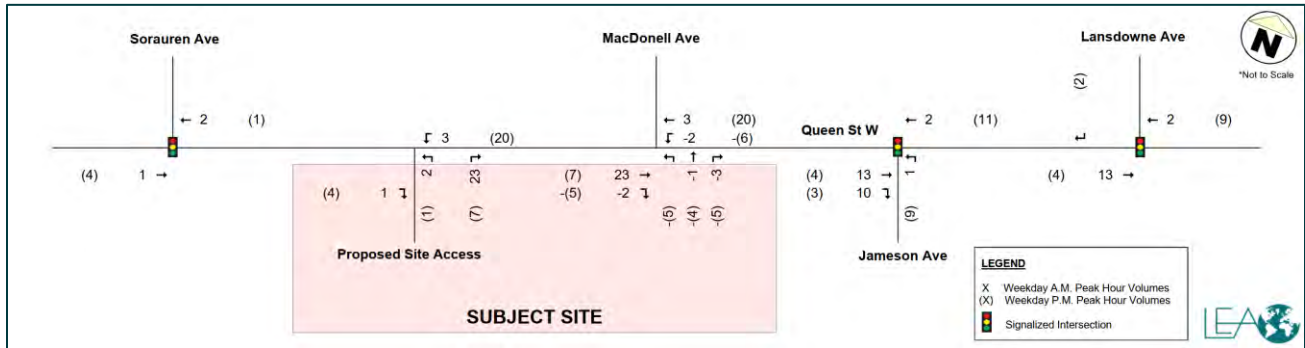 Sorauren Ave
MacDonell Ave
Lansdowne Ave
N
*Not to Scale
(2)
2 (1)
3 (20)
2 (11)
2 (9)
3 (20)
-2 -(6)
Queen St W
(4) 1
2 23
(7) 23
-1 -3
(4) 13
1
(4) 13
(4) 1
-(5) -2
(3) 10
(1) (7)
-(5) -(4) -(5)
(9)
Proposed Site Access
Jameson Ave
SUBJECT SITE
LEGEND
X Weekday A.M. Peak Hour Volumes
(X) Weekday P.M. Peak Hour Volumes
Signalized Intersection
LEA